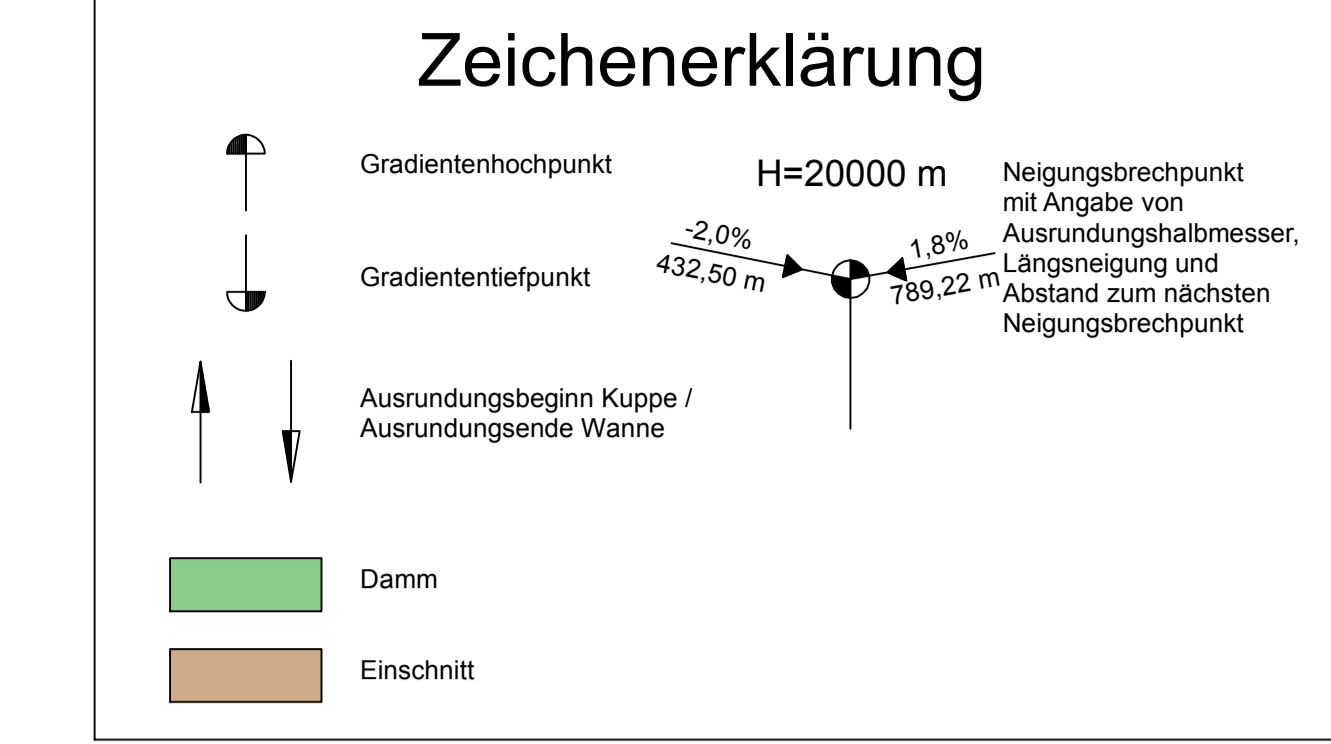 Zeichenerklärung
Gradientenhochpunkt
Gradiententiefpunkt
Ausrundungsbeginn Kuppe /
Ausrundungsende Wanne
Damm
Einschnitt
H=20000 m
-2,0%
432,50 m
1,8%
789,22 m
Neigungsbrechpunkt
mit Angabe von
Ausrundungshalbmesser,
Längsneigung und
Abstand zum nächsten
Neigungsbrechpunkt